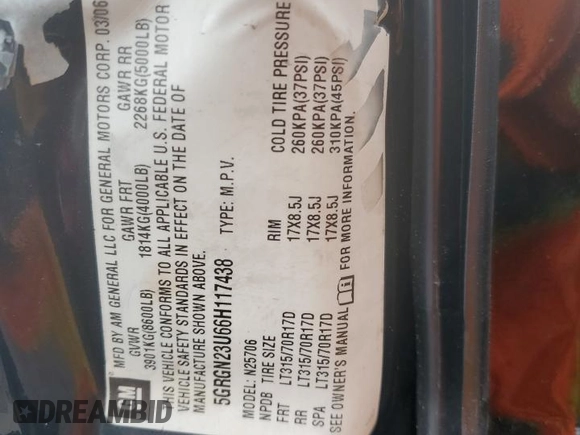 GM
MFD BY AM GENERAL LLC FOR GENERAL MOTORS CORP. 03/06
GVWR GAWR FRT GAWR RR
3901KG(8600LB) 1814KG(4000LB) 2268KG(5000LB)
THIS VEHICLE CONFORMS TO ALL APPLICABLE U.S. FEDERAL MOTOR
VEHICLE SAFETY STANDARDS IN EFFECT ON THE DATE OF
MANUFACTURE SHOWN ABOVE.
5GRGN23U66H117438 TYPE: M.P.V.
MODEL: N25706
NPDB TIRE SIZE RIM COLD TIRE PRESSURE
FRT LT315/70R17D 17X8.5J 260KPA(37PSI)
RR LT315/70R17D 17X8.5J 260KPA(37PSI)
SPA LT315/70R17D 17X8.5J 310KPA(45PSI)
SEE OWNER'S MANUAL FOR MORE INFORMATION.
DREAMBID